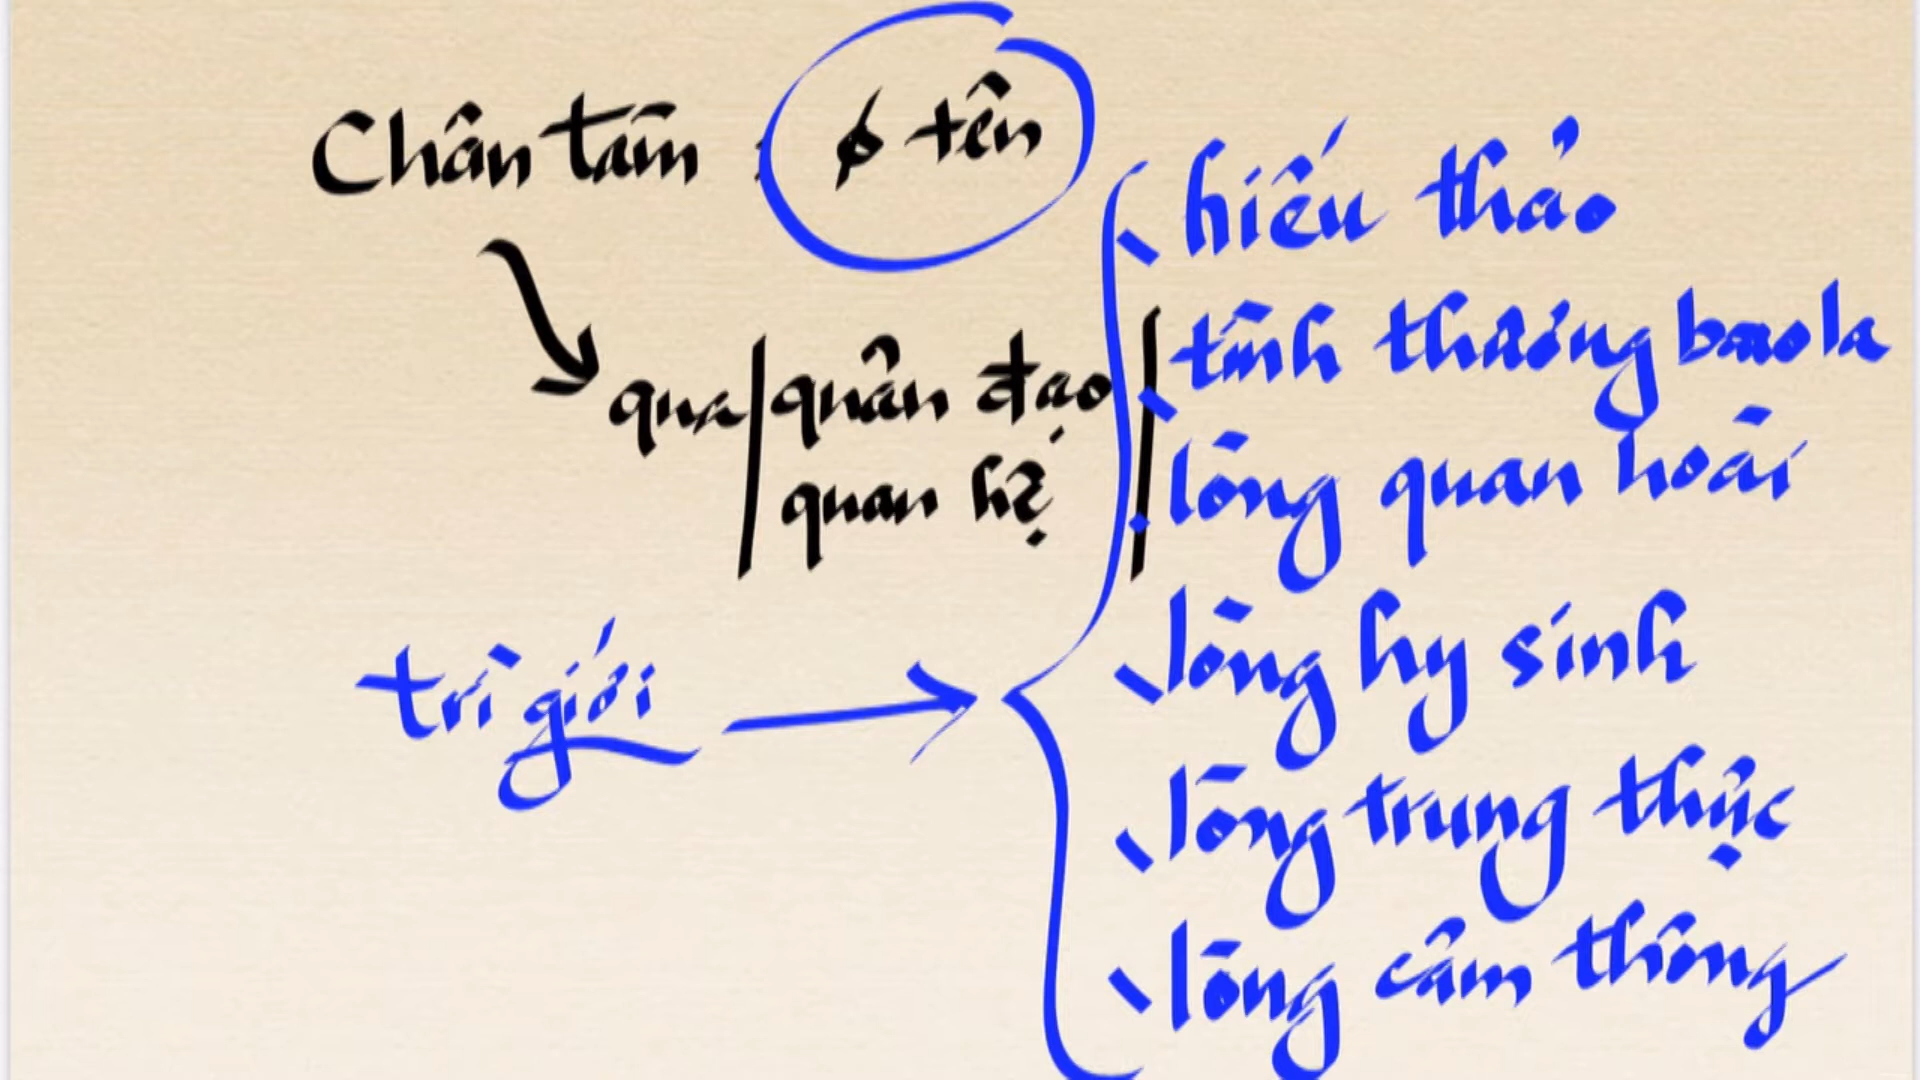 Chân tâm : ø tên
qua quân đạo
quan hệ
trì giới
hiếu thảo
tình thương bao la
lòng quan hoài
lòng hy sinh
lòng trung thực
lòng cảm thông